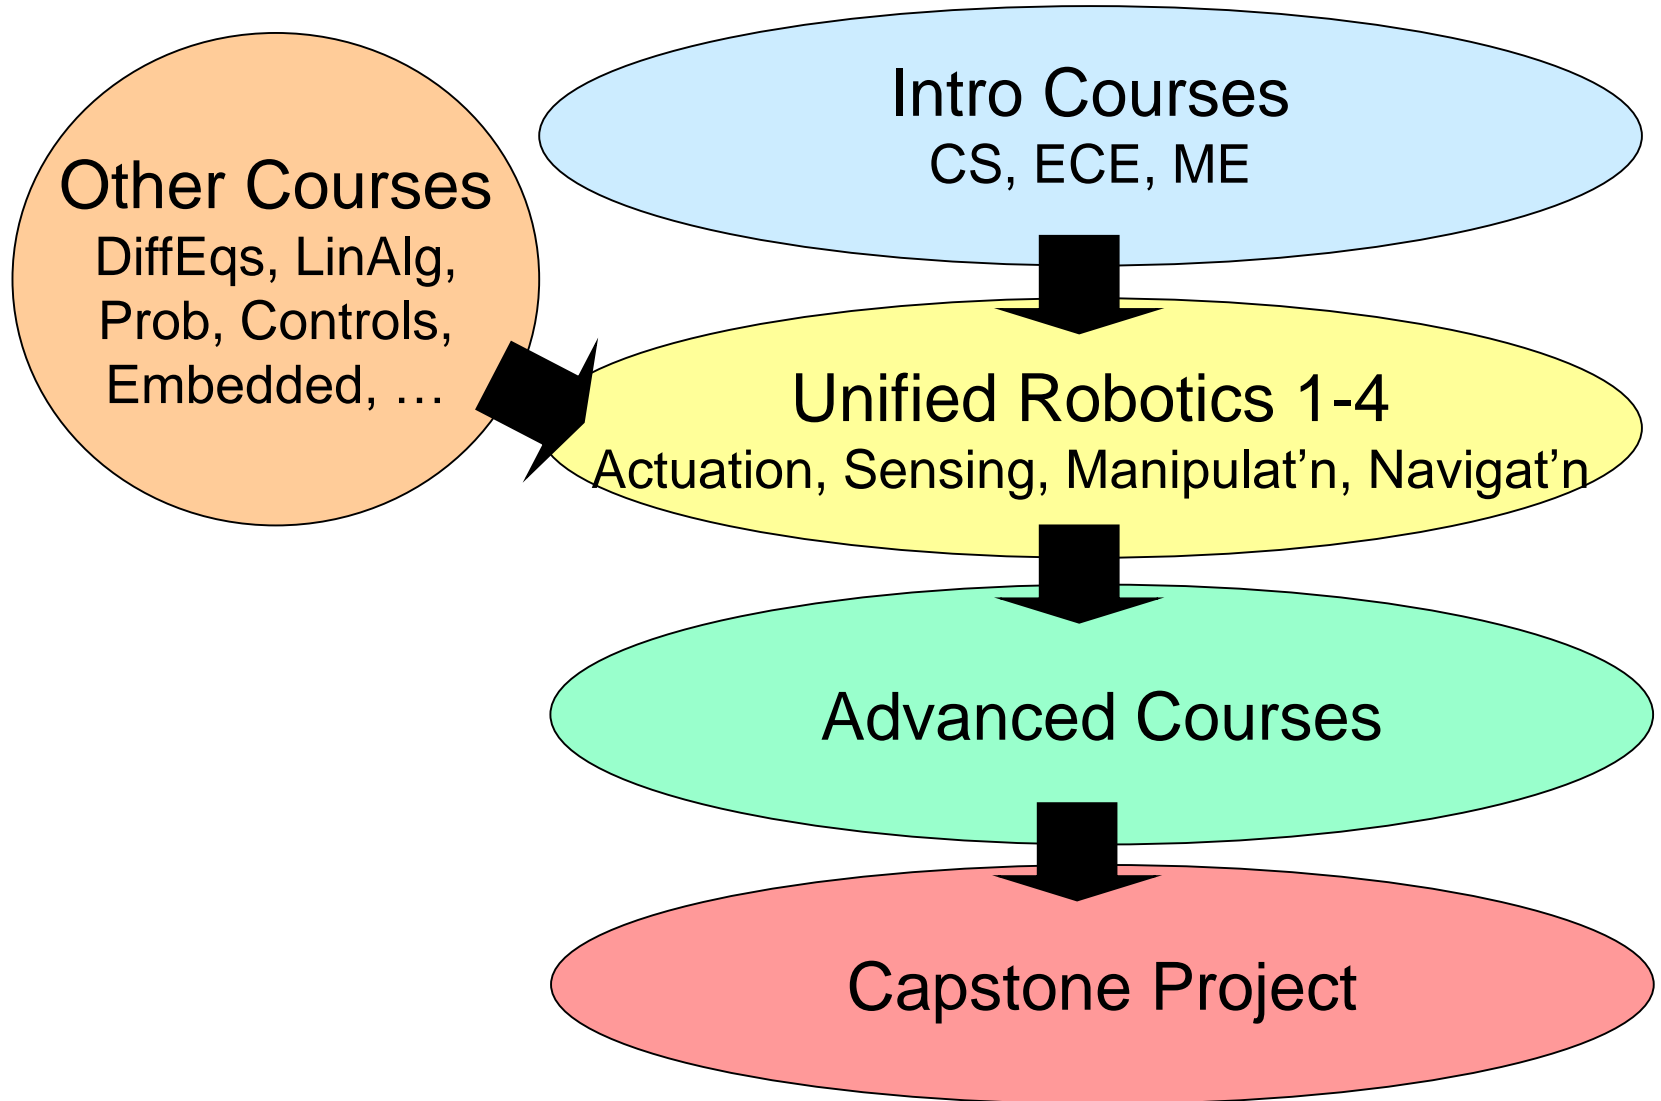 Intro Courses
CS, ECE, ME
Other Courses
DiffEqs, LinAlg,
Prob, Controls,
Embedded, …
Unified Robotics 1-4
Actuation, Sensing, Manipulat’n, Navigat’n
Advanced Courses
Capstone Project